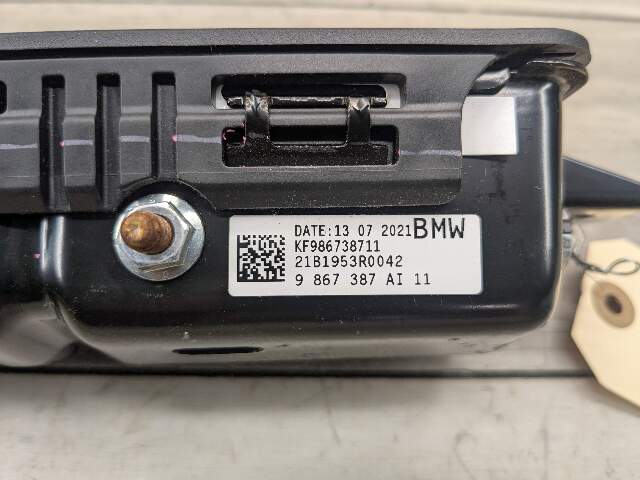 DATE:13 07 2021 BMW
KF986738711
21B1953R0042
9 867 387 AI 11